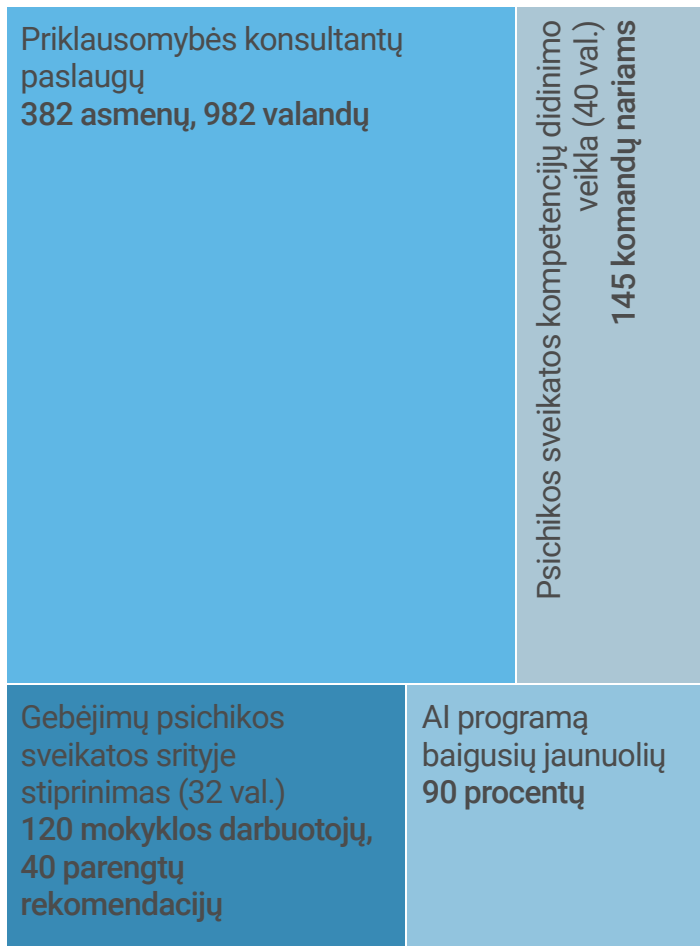 Priklausomybės konsultantų
paslaugų
382 asmenų, 982 valandų
Psichikos sveikatos kompetencijų didinimo
veikla (40 val.)
145 komandų nariams
Gebėjimų psichikos
sveikatos srityje
stiprinimas (32 val.)
120 mokyklos darbuotojų,
40 parengtų
rekomendacijų
AI programą
baigusių jaunuolių
90 procentų